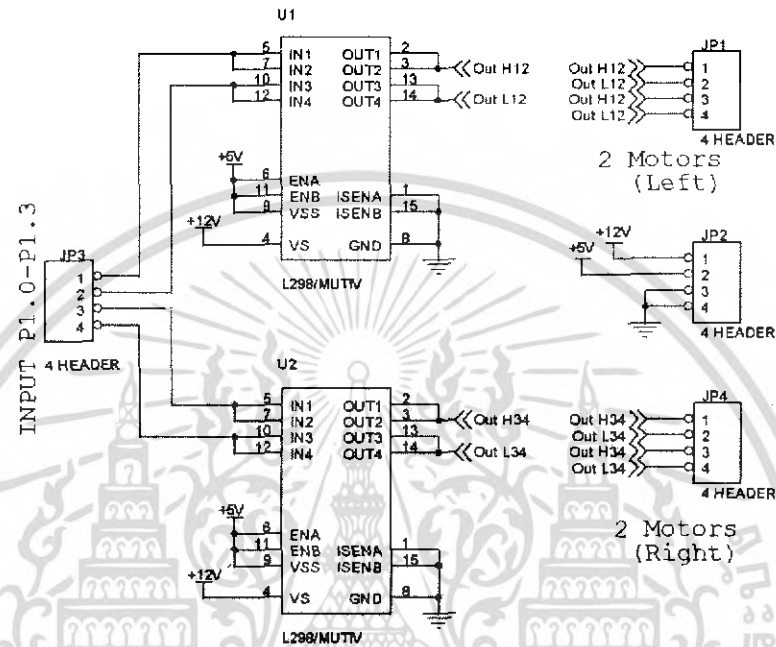 U1
5 IN1 OUT1 2
7 IN2 OUT2 3
10 IN3 OUT3 13
12 IN4 OUT4 14
Out H12
Out L12
+5V
6 ENA
11 ENB ISENA 1
9 VSS ISENB 15
+12V
4 VS GND 8
L298/MUTIV
JP1
Out H12 1
Out L12 2
Out H12 3
Out L12 4
4 HEADER
2 Motors
(Left)
INPUT P1.0-P1.3
JP3
1
2
3
4
4 HEADER
JP2
+12V
+5V
1
2
3
4
4 HEADER
U2
5 IN1 OUT1 2
7 IN2 OUT2 3
10 IN3 OUT3 13
12 IN4 OUT4 14
Out H34
Out L34
+5V
6 ENA
11 ENB ISENA 1
9 VSS ISENB 15
+12V
4 VS GND 8
L298/MUTIV
JP4
Out H34 1
Out L34 2
Out H34 3
Out L34 4
4 HEADER
2 Motors
(Right)